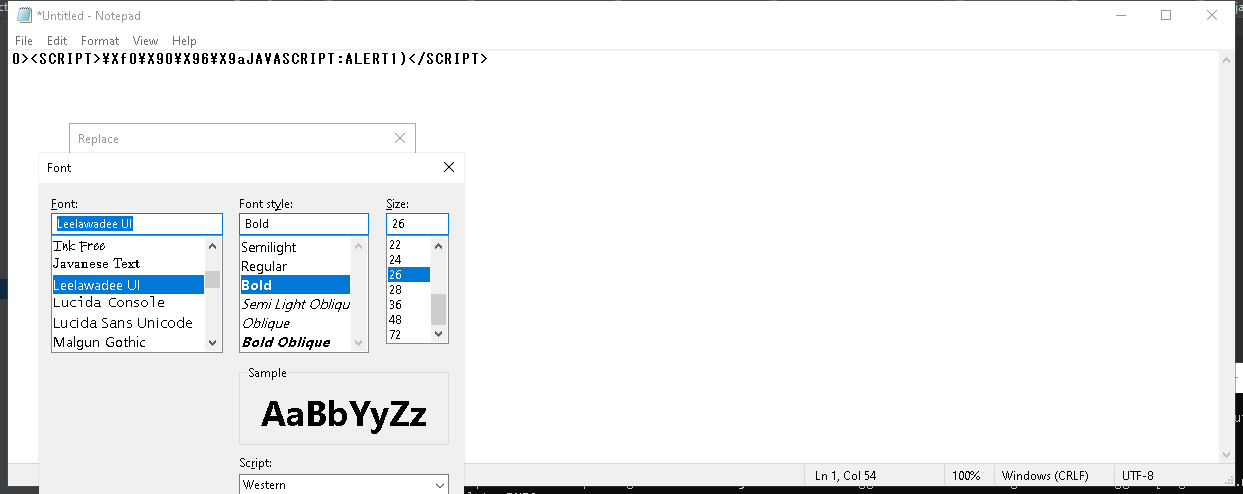 *Untitled - Notepad
File Edit Format View Help
0><SCRIPT>¥Xf0¥X90¥X96¥X9aJAVASCRIPT:ALERT1)</SCRIPT>
Replace
Font
Font: Font style: Size:
Leelawadee UI Bold 26
Ink Free
Javanese Text
Leelawadee UI
Lucida Console
Lucida Sans Unicode
Malgun Gothic
Semilight
Regular
Bold
Semi Light Obliqu
Oblique
Bold Oblique
22
24
26
28
36
48
72
Sample
AaBbYyZz
Script:
Western
Ln 1, Col 54 100% Windows (CRLF) UTF-8